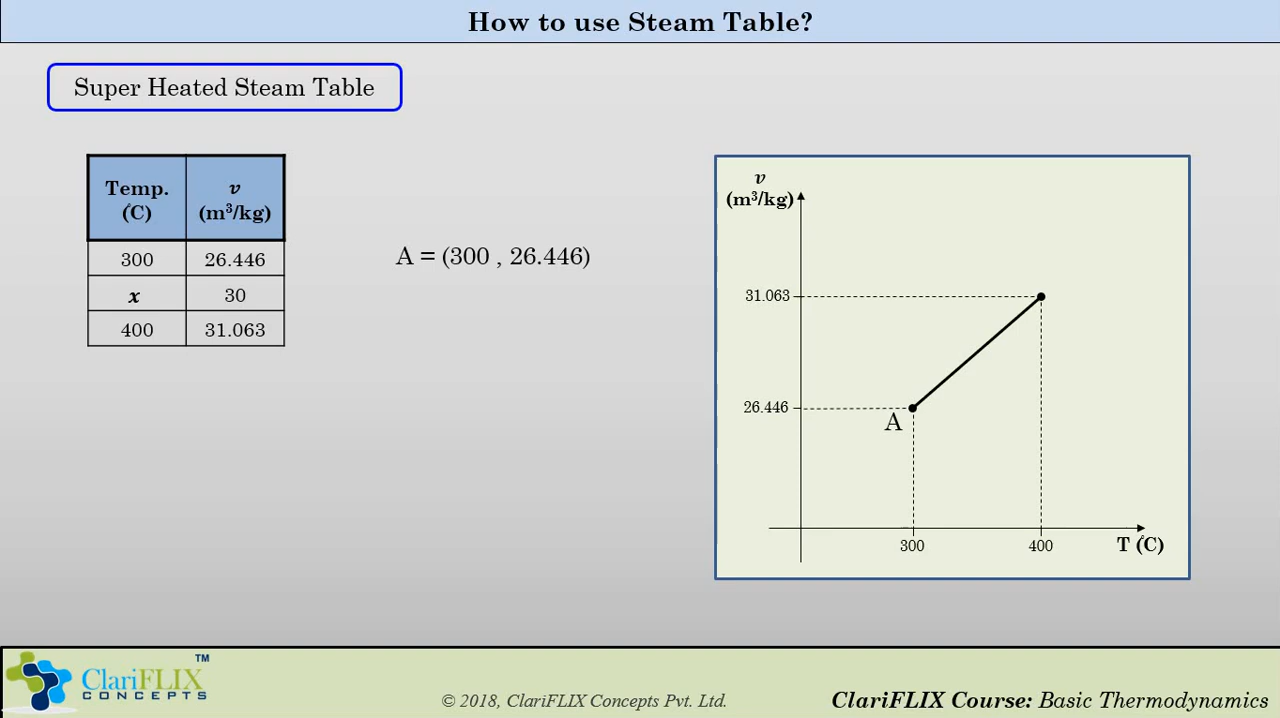 How to use Steam Table?
Super Heated Steam Table
Temp. (°C) v (m³/kg)
300 26.446
x 30
400 31.063
A = (300 , 26.446)
v
(m³/kg)
31.063
26.446
A
300 400 T (°C)
ClariFLIX TM
CONCEPTS
© 2018, ClariFLIX Concepts Pvt. Ltd.
ClariFLIX Course: Basic Thermodynamics